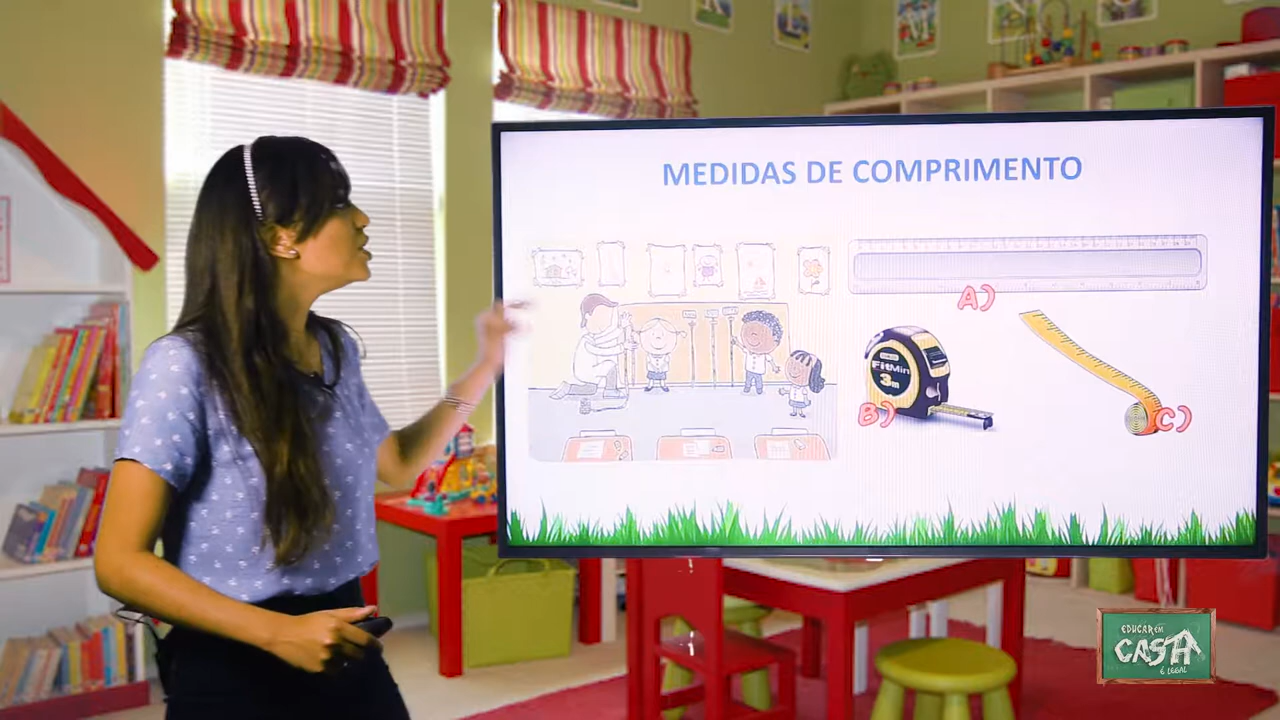 MEDIDAS DE COMPRIMENTO
A)
FitMin
3m
B)
C)
EDUCAR EM
CASA
É LEGAL